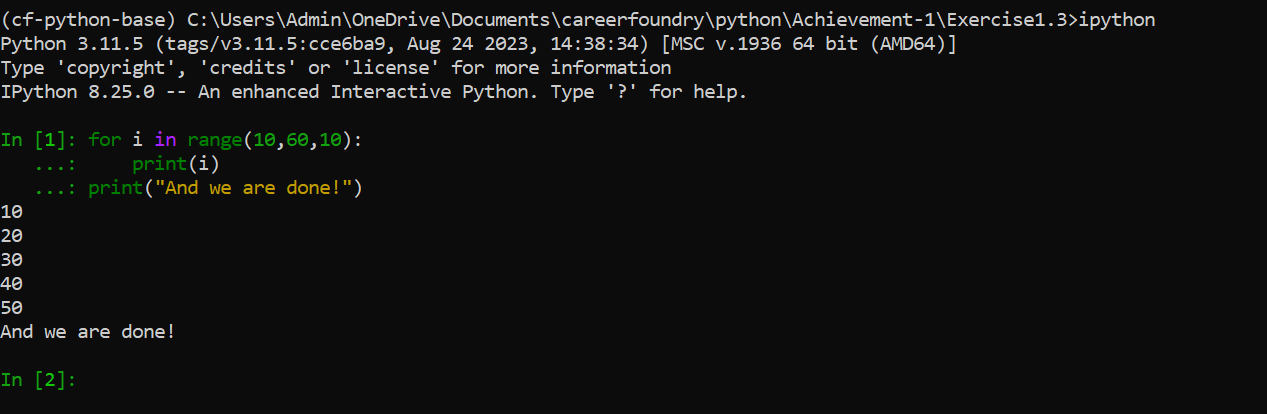 (cf-python-base) C:\Users\Admin\OneDrive\Documents\careerfoundry\python\Achievement-1\Exercise1.3>ipython
Python 3.11.5 (tags/v3.11.5:cce6ba9, Aug 24 2023, 14:38:34) [MSC v.1936 64 bit (AMD64)]
Type 'copyright', 'credits' or 'license' for more information
IPython 8.25.0 -- An enhanced Interactive Python. Type '?' for help.

In [1]: for i in range(10,60,10):
   ...:     print(i)
   ...: print("And we are done!")
10
20
30
40
50
And we are done!

In [2]: